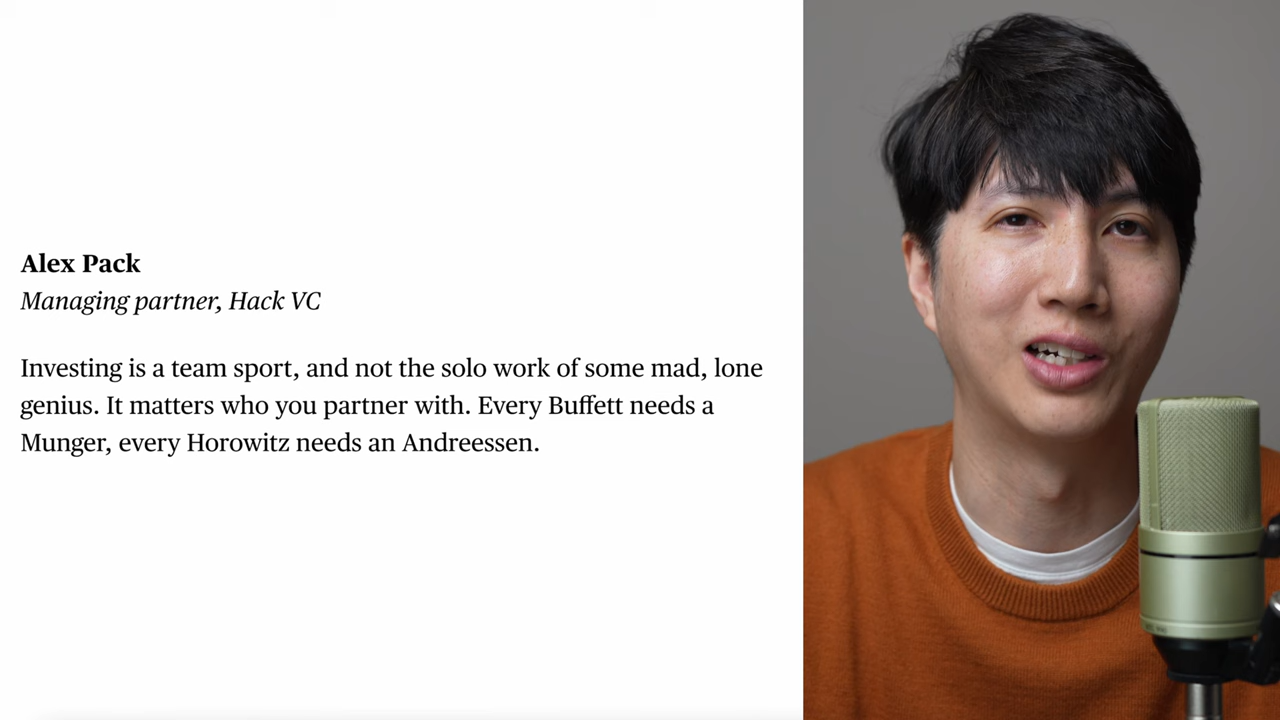 Alex Pack
Managing partner, Hack VC
Investing is a team sport, and not the solo work of some mad, lone
genius. It matters who you partner with. Every Buffett needs a
Munger, every Horowitz needs an Andreessen.